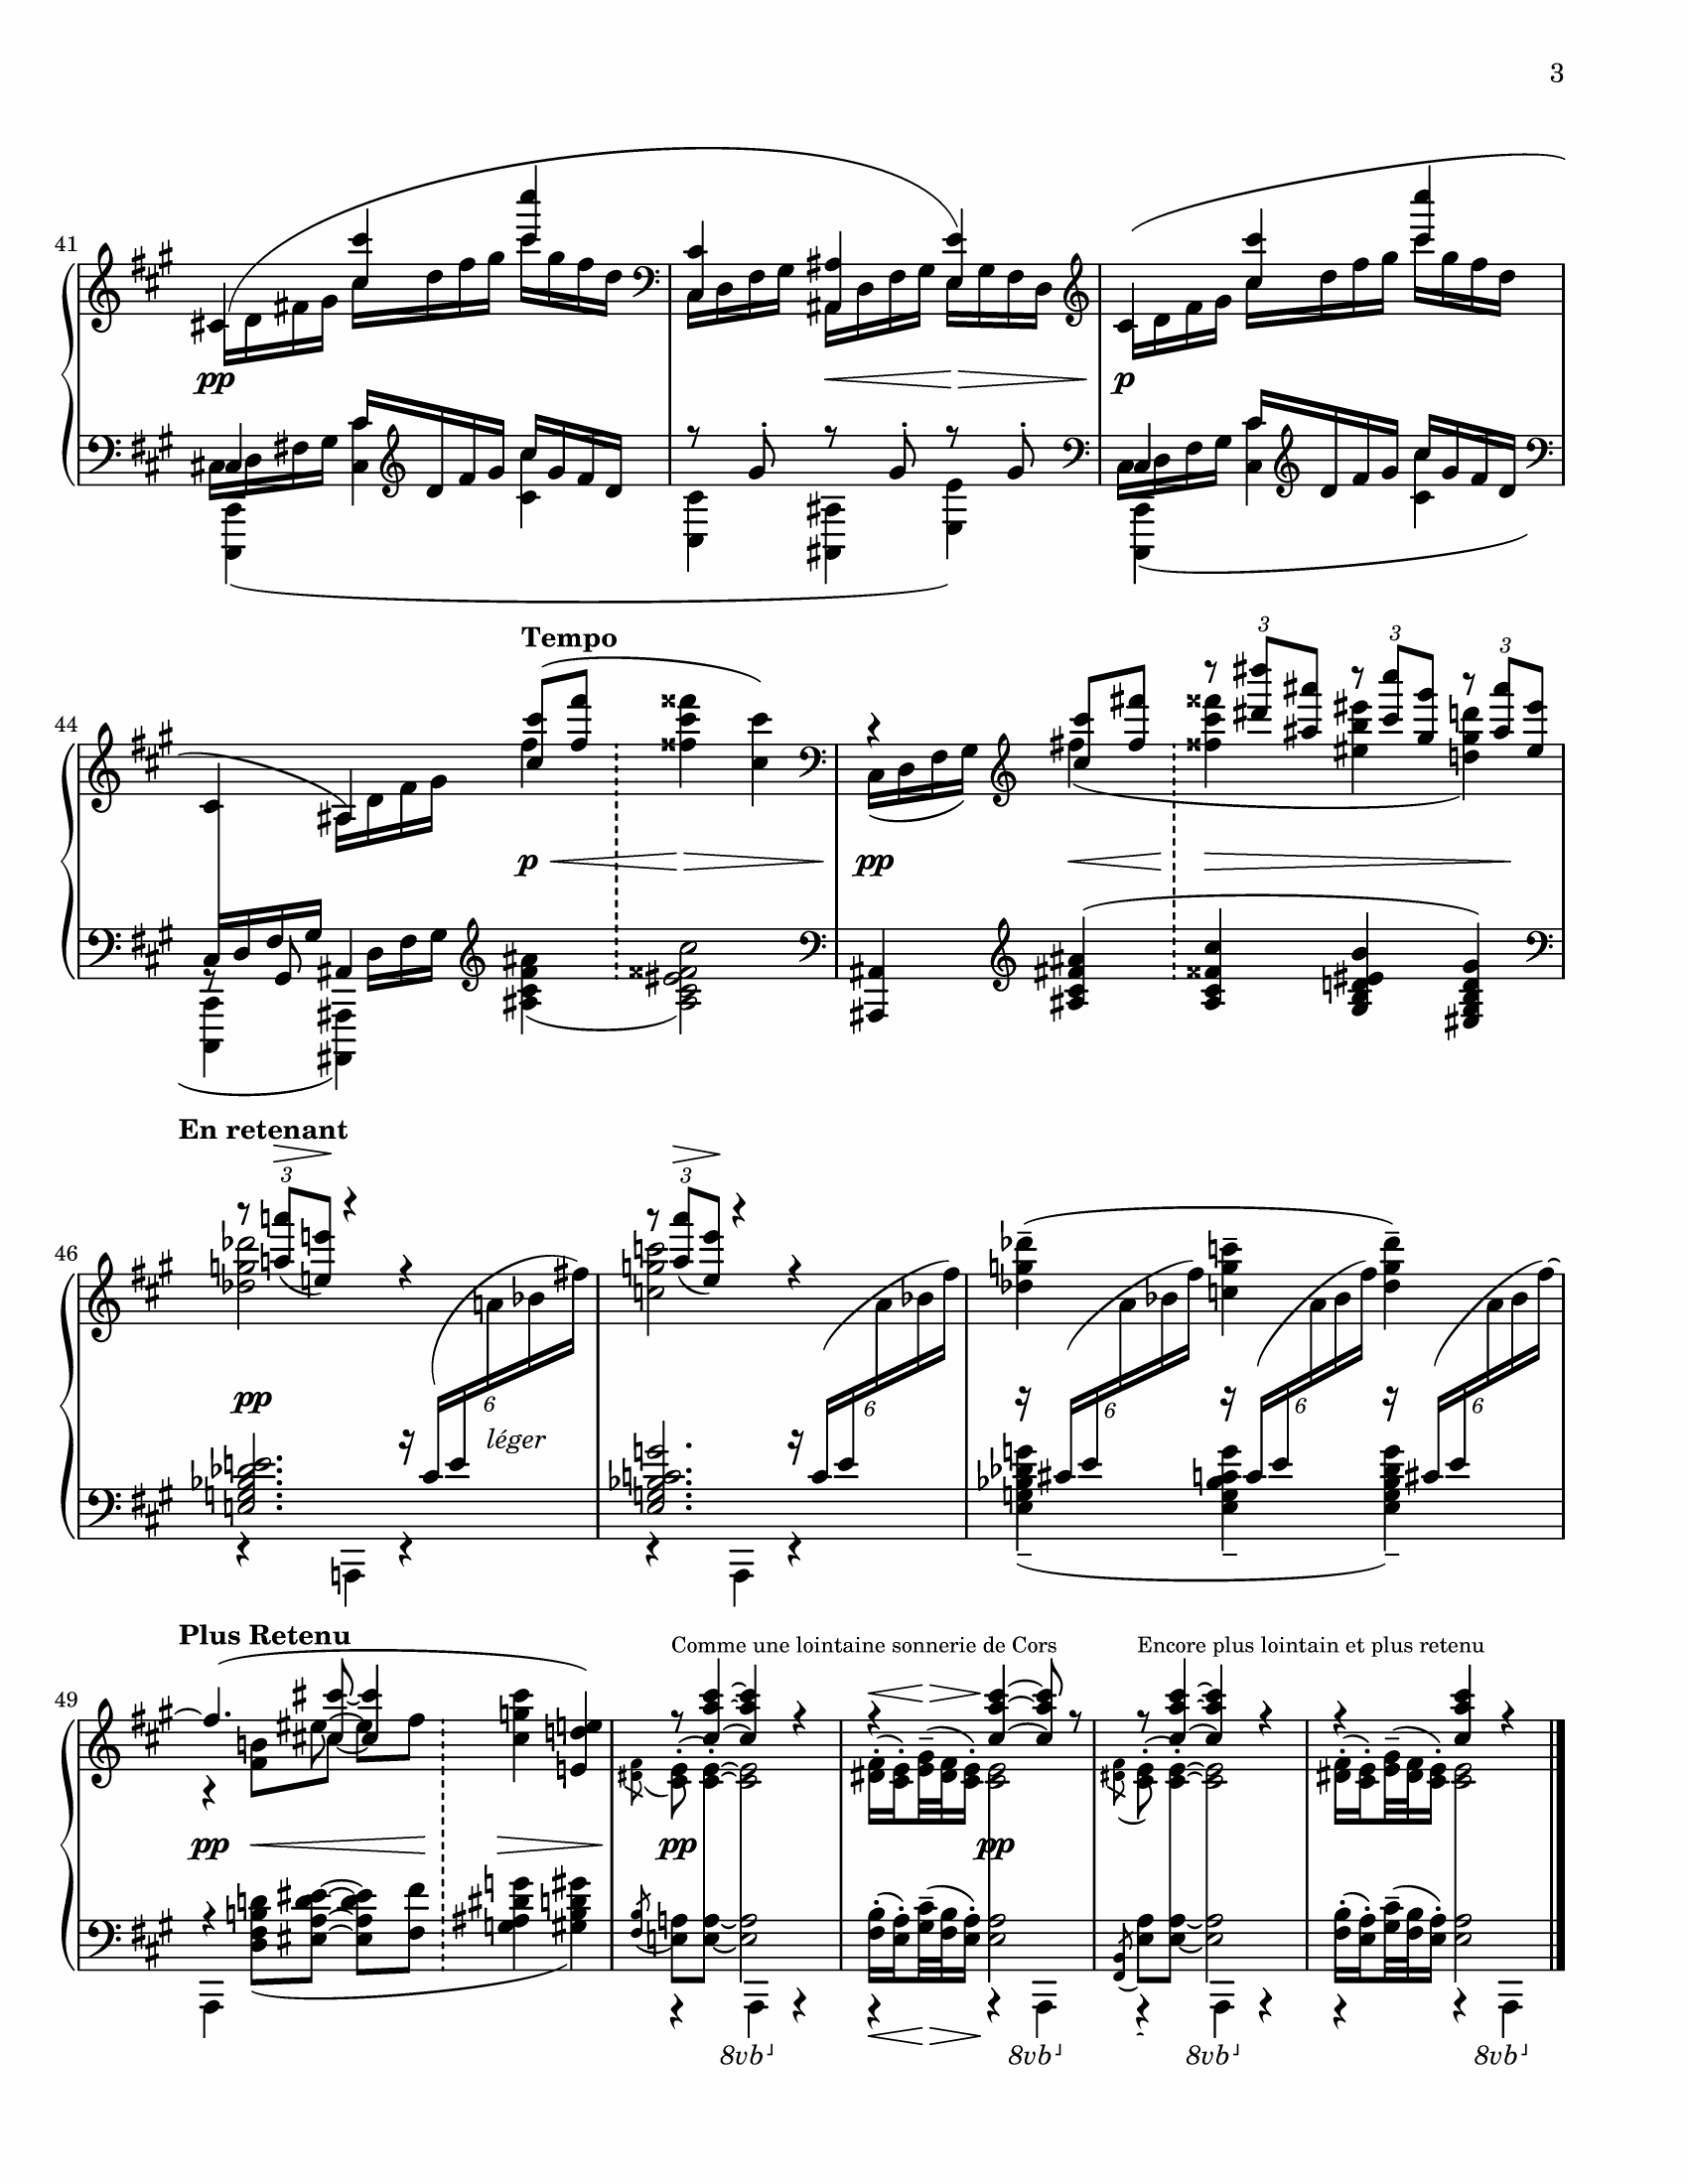 3
41
pp
p
Tempo
3 3 3
44
p
pp
En retenant
3 3
46
pp
6 6 6 6 6
léger
Plus Retenu
Comme une lointaine sonnerie de Cors Encore plus lointain et plus retenu
49
pp pp pp
8vb 8vb 8vb 8vb